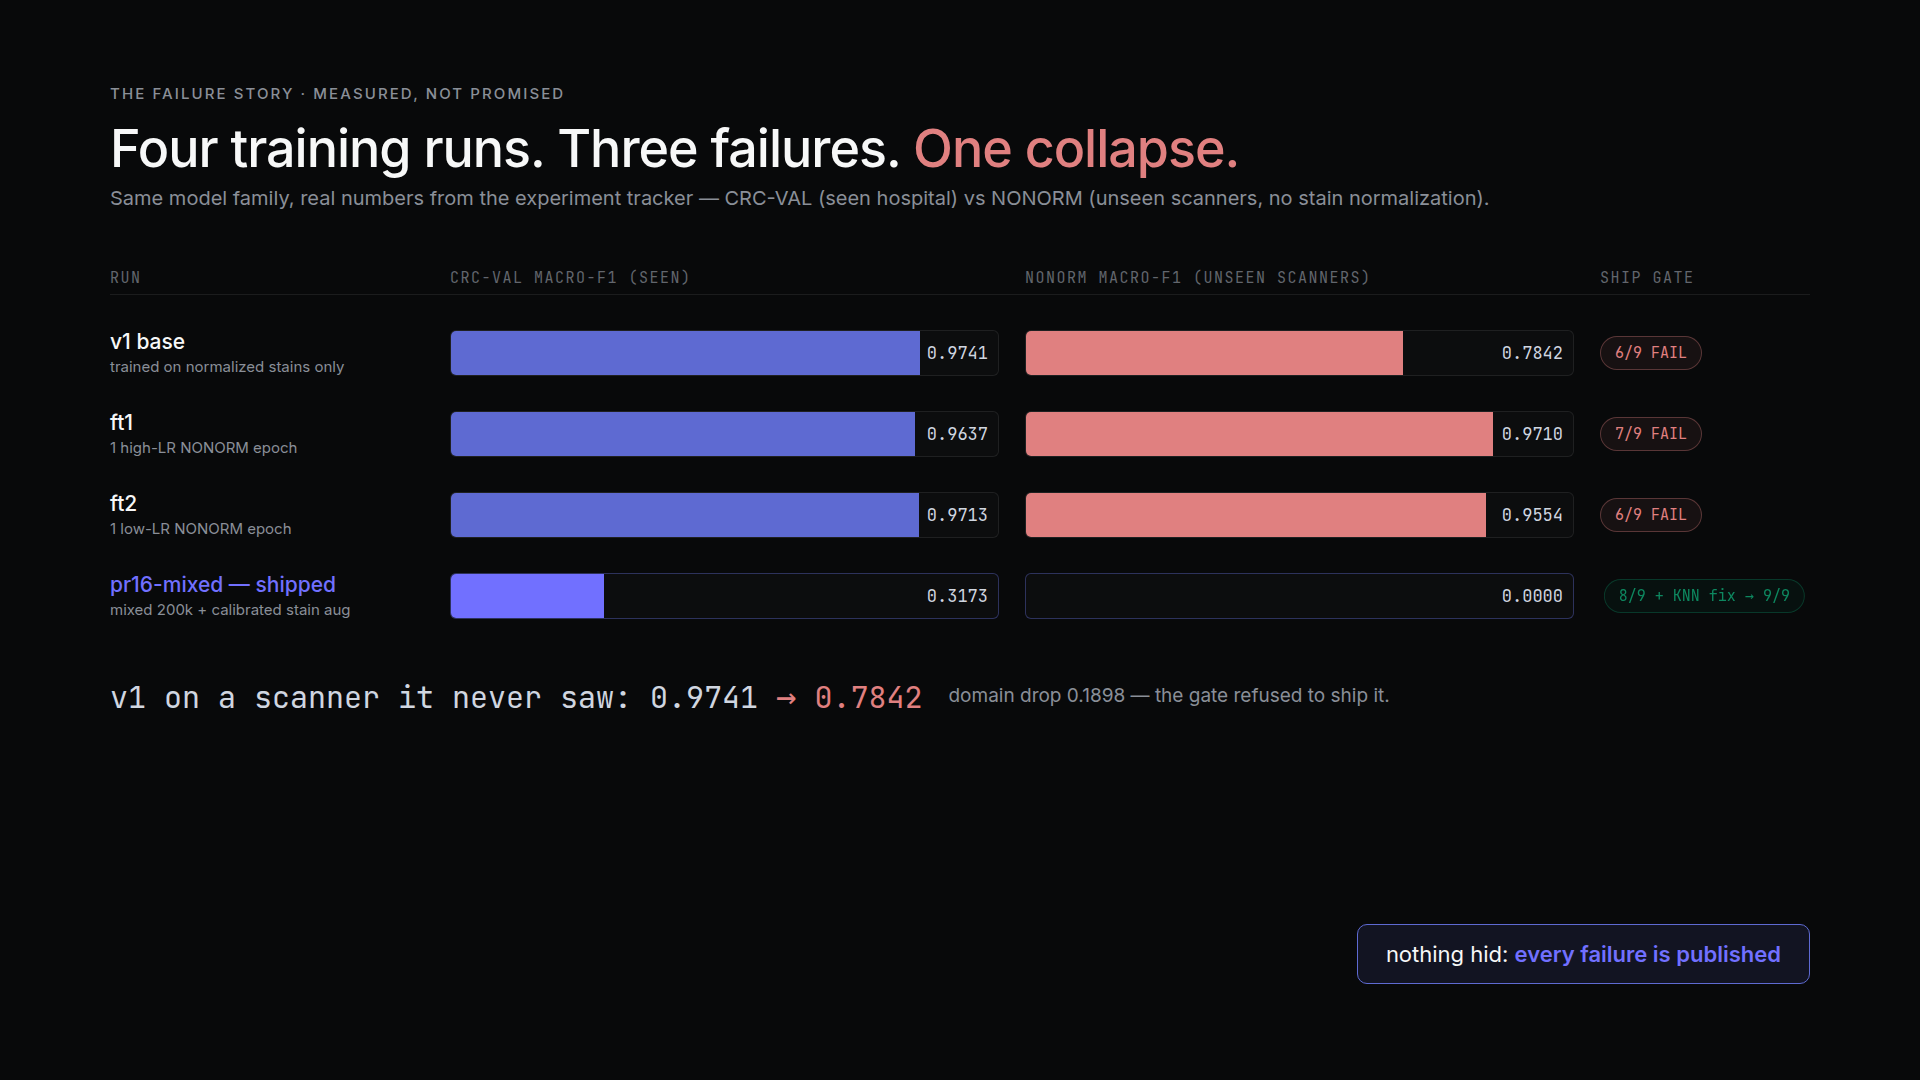 THE FAILURE STORY · MEASURED, NOT PROMISED
Four training runs. Three failures. One collapse.
Same model family, real numbers from the experiment tracker — CRC-VAL (seen hospital) vs NONORM (unseen scanners, no stain normalization).
RUN CRC-VAL MACRO-F1 (SEEN) NONORM MACRO-F1 (UNSEEN SCANNERS) SHIP GATE
v1 base 0.9741 0.7842 6/9 FAIL
trained on normalized stains only
ft1 0.9637 0.9710 7/9 FAIL
1 high-LR NONORM epoch
ft2 0.9713 0.9554 6/9 FAIL
1 low-LR NONORM epoch
pr16-mixed — shipped 0.3173 0.0000 8/9 + KNN fix → 9/9
mixed 200k + calibrated stain aug
v1 on a scanner it never saw: 0.9741 → 0.7842 domain drop 0.1898 — the gate refused to ship it.
nothing hid: every failure is published